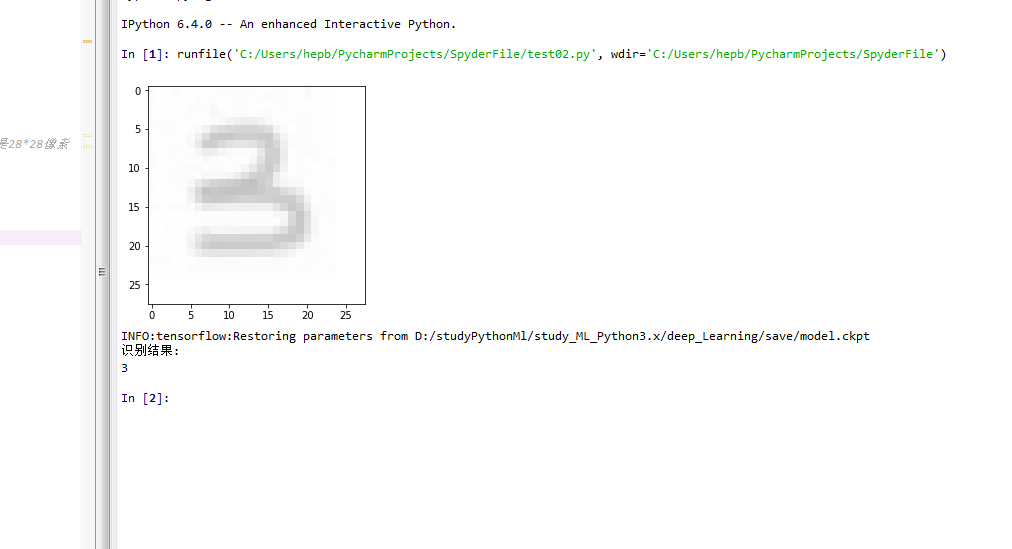 IPython 6.4.0 -- An enhanced Interactive Python.
In [1]: runfile('C:/Users/hepb/PycharmProjects/SpyderFile/test02.py', wdir='C:/Users/hepb/PycharmProjects/SpyderFile')
是28*28像素
0
5
10
15
20
25
0 5 10 15 20 25
3
INFO:tensorflow:Restoring parameters from D:/studyPythonMl/study_ML_Python3.x/deep_Learning/save/model.ckpt
识别结果:
3
In [2]: